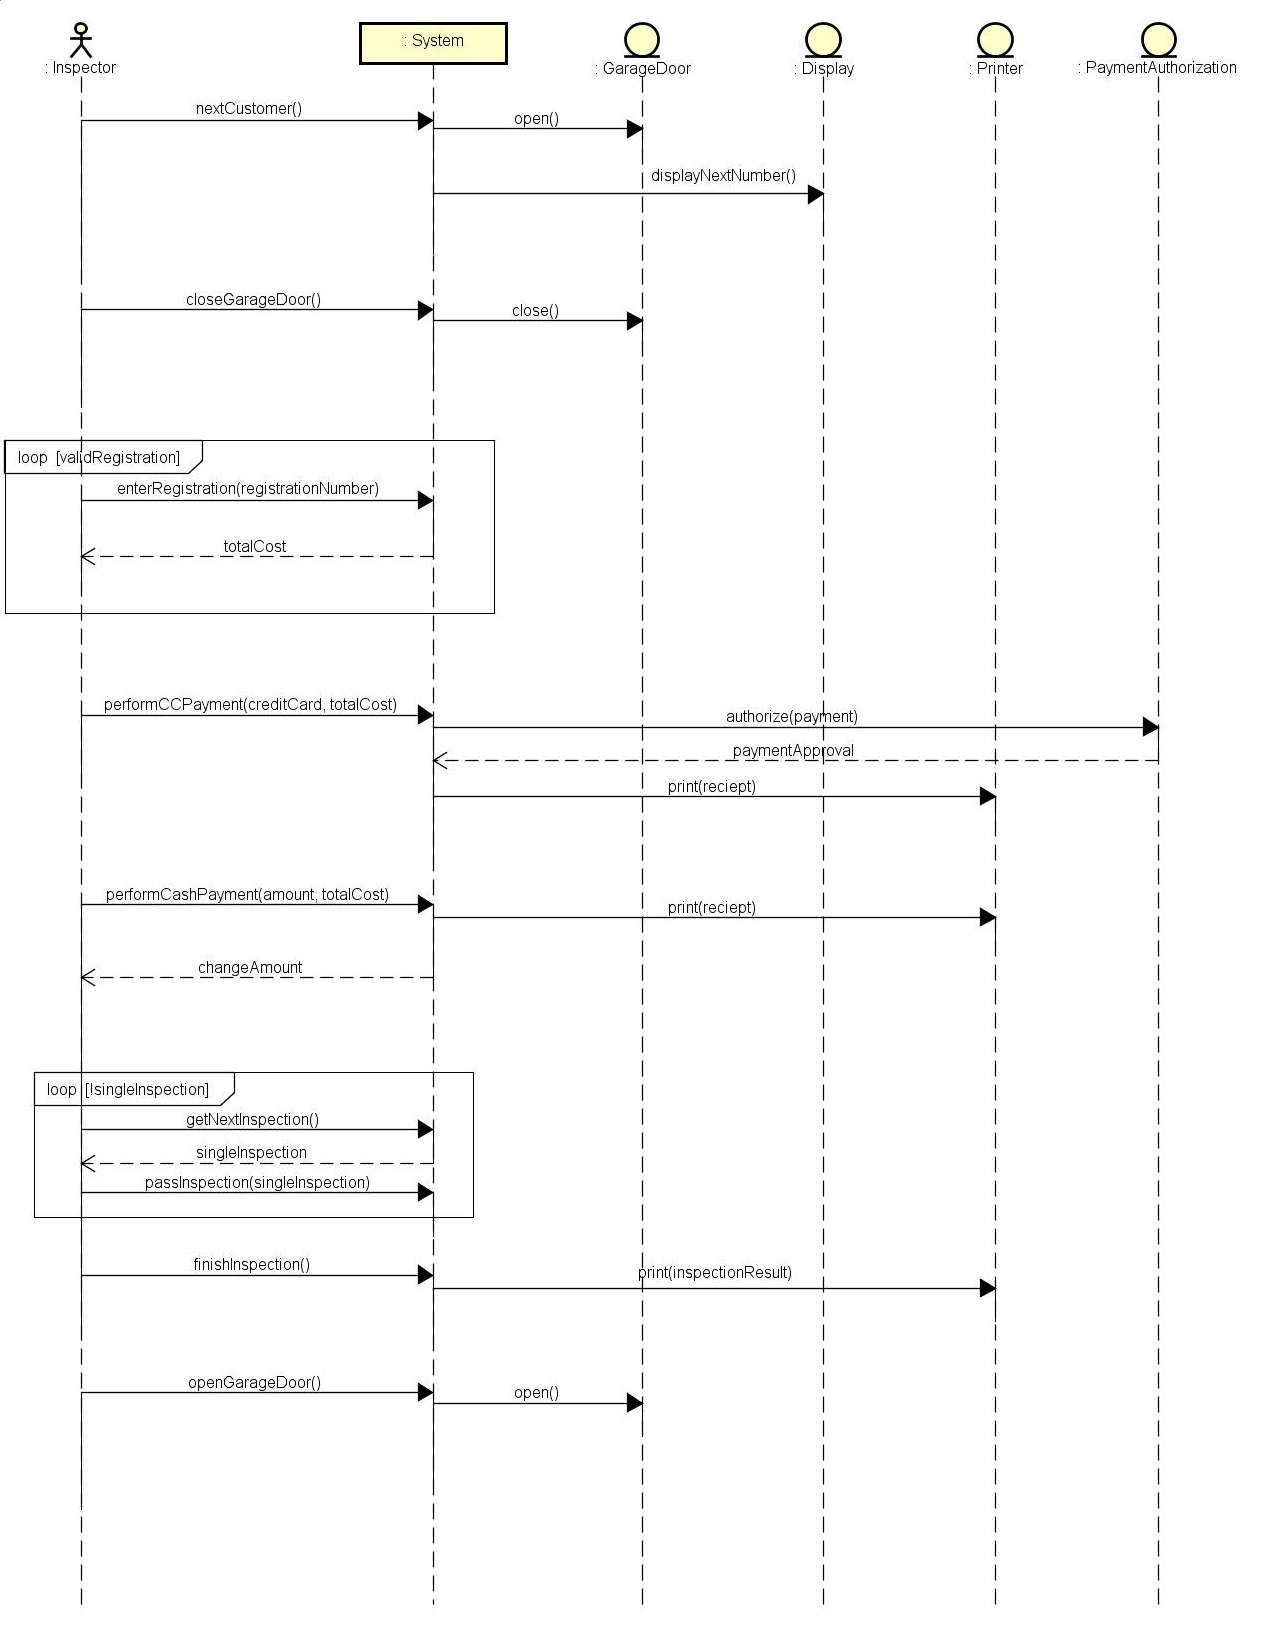 : Inspector
: System
: GarageDoor
: Display
: Printer
: PaymentAuthorization
nextCustomer()
open()
displayNextNumber()
closeGarageDoor()
close()
loop [validRegistration]
enterRegistration(registrationNumber)
totalCost
performCCPayment(creditCard, totalCost)
authorize(payment)
paymentApproval
print(reciept)
performCashPayment(amount, totalCost)
print(reciept)
changeAmount
loop [!singleInspection]
getNextInspection()
singleInspection
passInspection(singleInspection)
finishInspection()
print(inspectionResult)
openGarageDoor()
open()